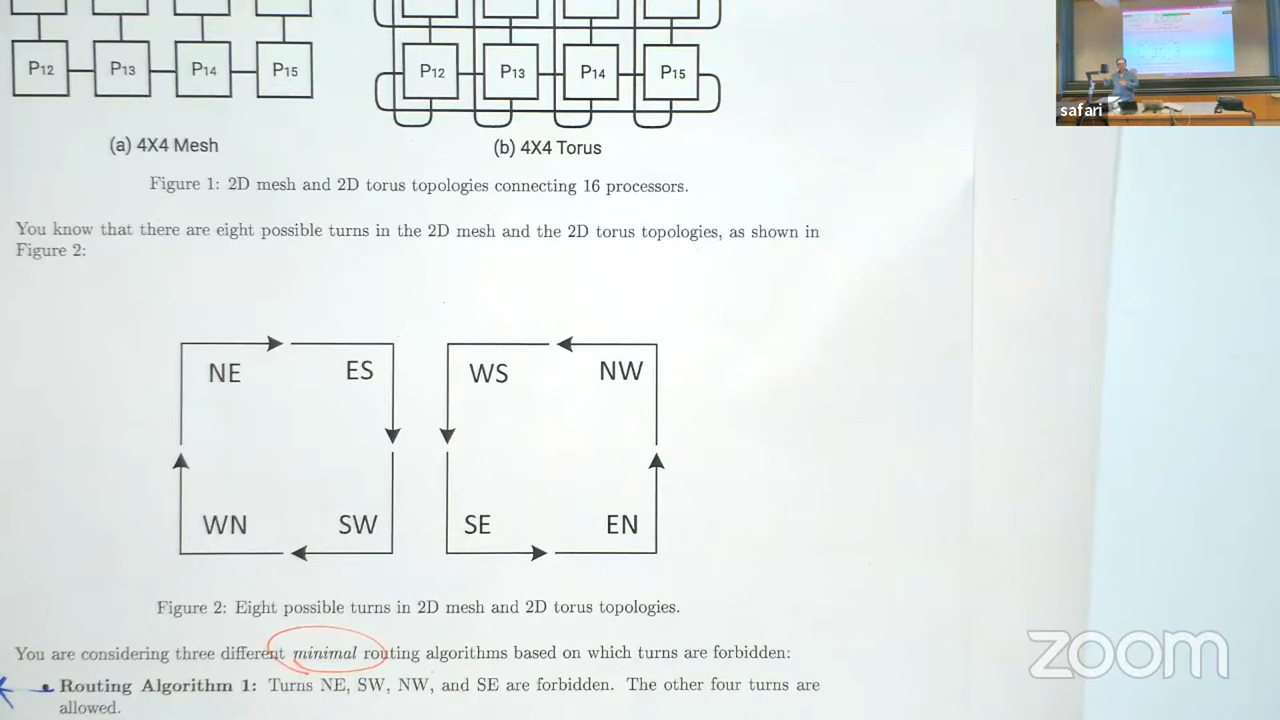 P12 P13 P14 P15
P12 P13 P14 P15
(a) 4X4 Mesh
(b) 4X4 Torus
Figure 1: 2D mesh and 2D torus topologies connecting 16 processors.
You know that there are eight possible turns in the 2D mesh and the 2D torus topologies, as shown in
Figure 2:
NE ES WS NW
WN SW SE EN
Figure 2: Eight possible turns in 2D mesh and 2D torus topologies.
You are considering three different minimal routing algorithms based on which turns are forbidden:
• Routing Algorithm 1: Turns NE, SW, NW, and SE are forbidden. The other four turns are
allowed.
safari
zoom